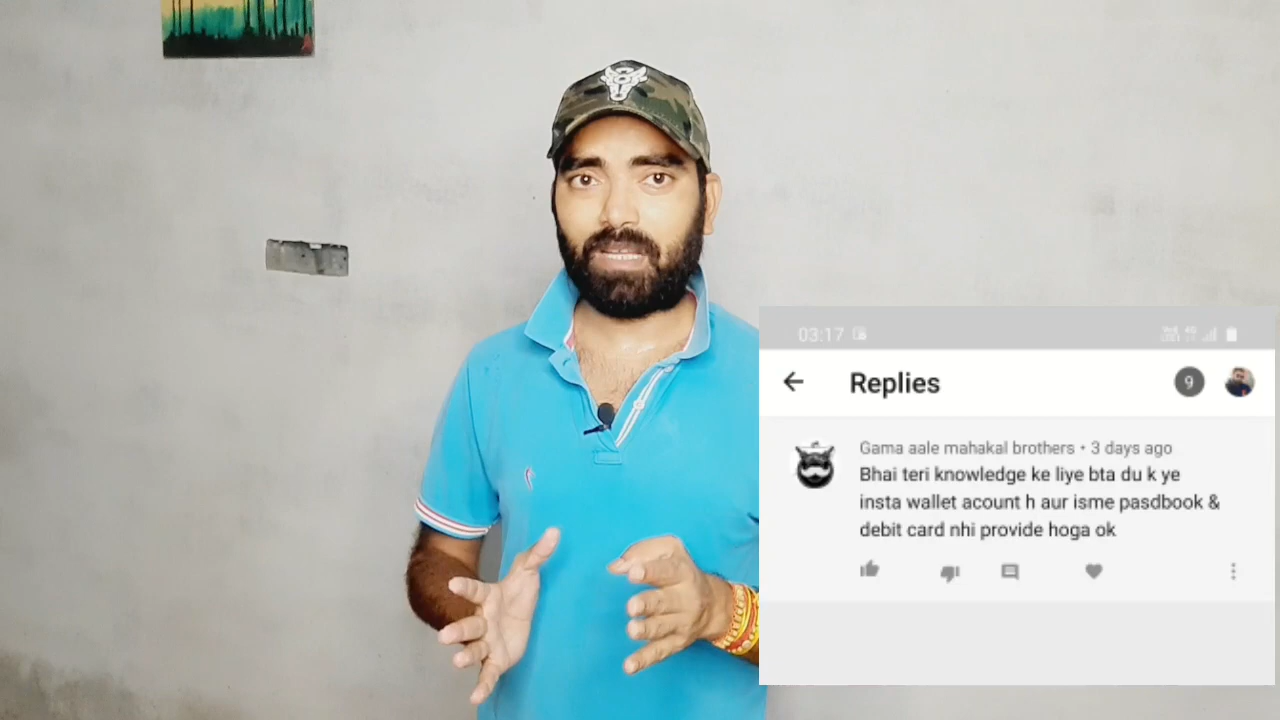 03:17
Replies
9
Gama aale mahakal brothers • 3 days ago
Bhai teri knowledge ke liye bta du k ye
insta wallet acount h aur isme pasdbook &
debit card nhi provide hoga ok